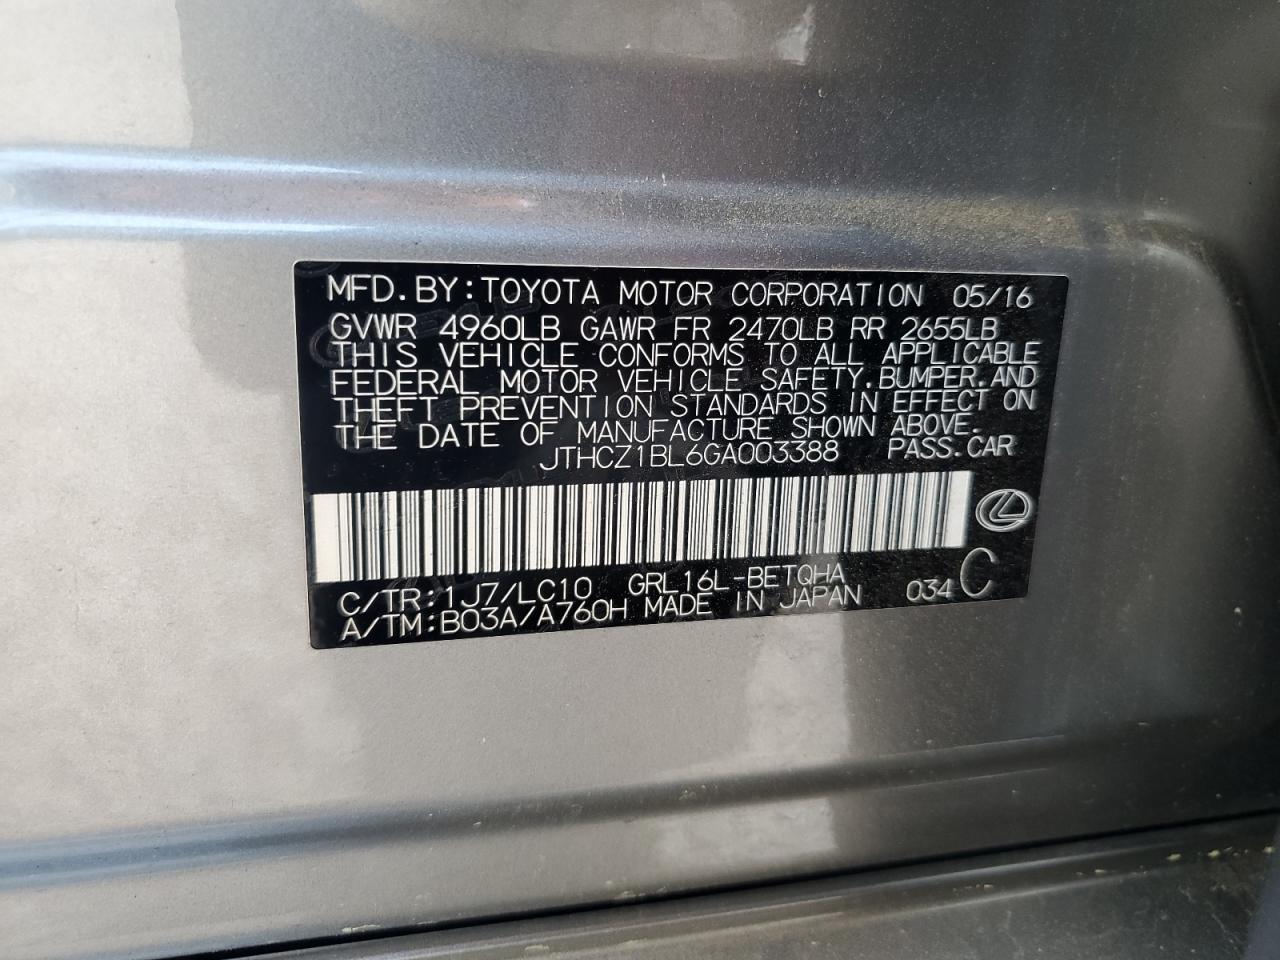 MFD.BY:TOYOTA MOTOR CORPORATION 05/16
GVWR 4960LB GAWR FR 2470LB RR 2655LB
THIS VEHICLE CONFORMS TO ALL APPLICABLE
FEDERAL MOTOR VEHICLE SAFETY.BUMPER.AND
THEFT PREVENTION STANDARDS IN EFFECT ON
THE DATE OF MANUFACTURE SHOWN ABOVE.
JTHCZ1BL6GA003388 PASS.CAR
C/TR:1J7/LC10 GRL16L-BETQHA
A/TM:B03A/A760H MADE IN JAPAN 034 C